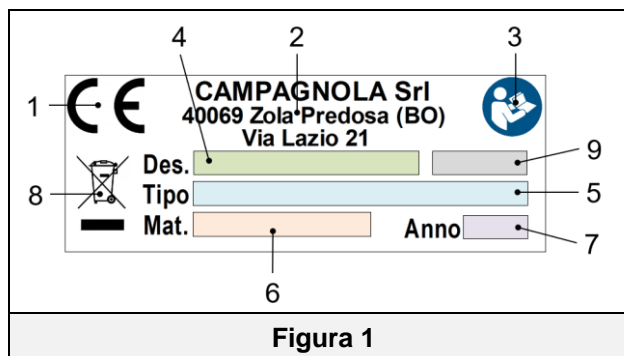 4 2 3
1 CE CAMPAGNOLA Srl
40069 Zola Predosa (BO)
Via Lazio 21
Des. 9
8 Tipo 5
Mat. Anno 7
6
Figura 1